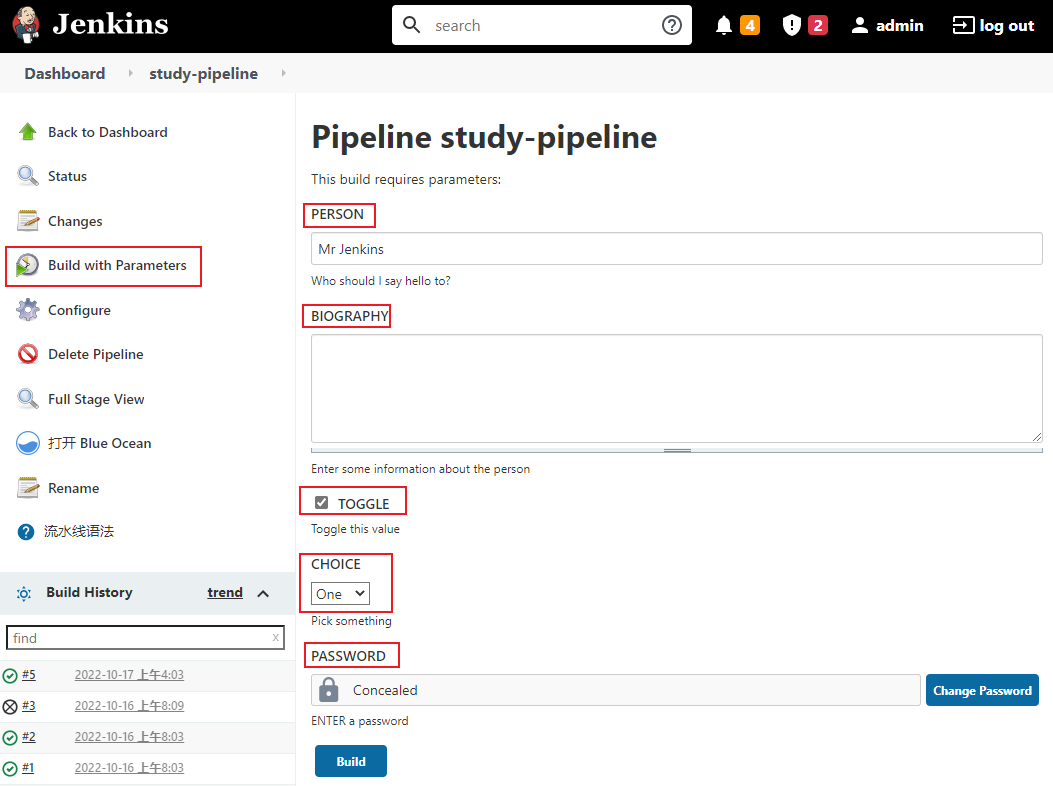 Jenkins
search
4
2
admin
log out
Dashboard
study-pipeline
Back to Dashboard
Status
Changes
Build with Parameters
Configure
Delete Pipeline
Full Stage View
打开 Blue Ocean
Rename
流水线语法
Build History
trend
find
x
#5 2022-10-17 上午4:03
#3 2022-10-16 上午8:09
#2 2022-10-16 上午8:03
#1 2022-10-16 上午8:03
Pipeline study-pipeline
This build requires parameters:
PERSON
Mr Jenkins
Who should I say hello to?
BIOGRAPHY
Enter some information about the person
TOGGLE
Toggle this value
CHOICE
One
Pick something
PASSWORD
Concealed
Change Password
ENTER a password
Build